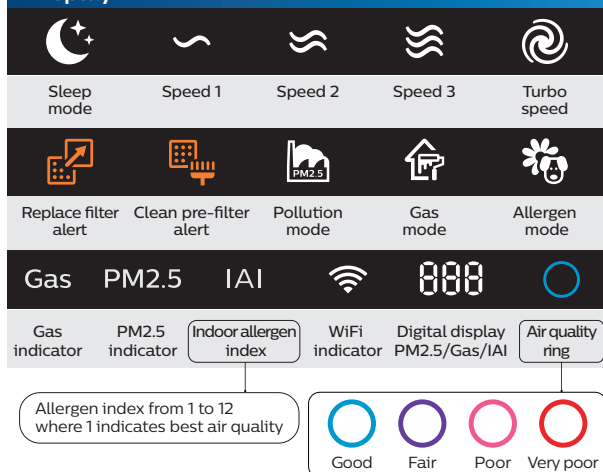 Sleep mode
Speed 1
Speed 2
Speed 3
Turbo speed
PM2.5
Replace filter alert
Clean pre-filter alert
Pollution mode
Gas mode
Allergen mode
Gas PM2.5 IAI 888
Gas indicator
PM2.5 indicator
Indoor allergen index
WiFi indicator
Digital display PM2.5/Gas/IAI
Air quality ring
Allergen index from 1 to 12
where 1 indicates best air quality
Good Fair Poor Very poor